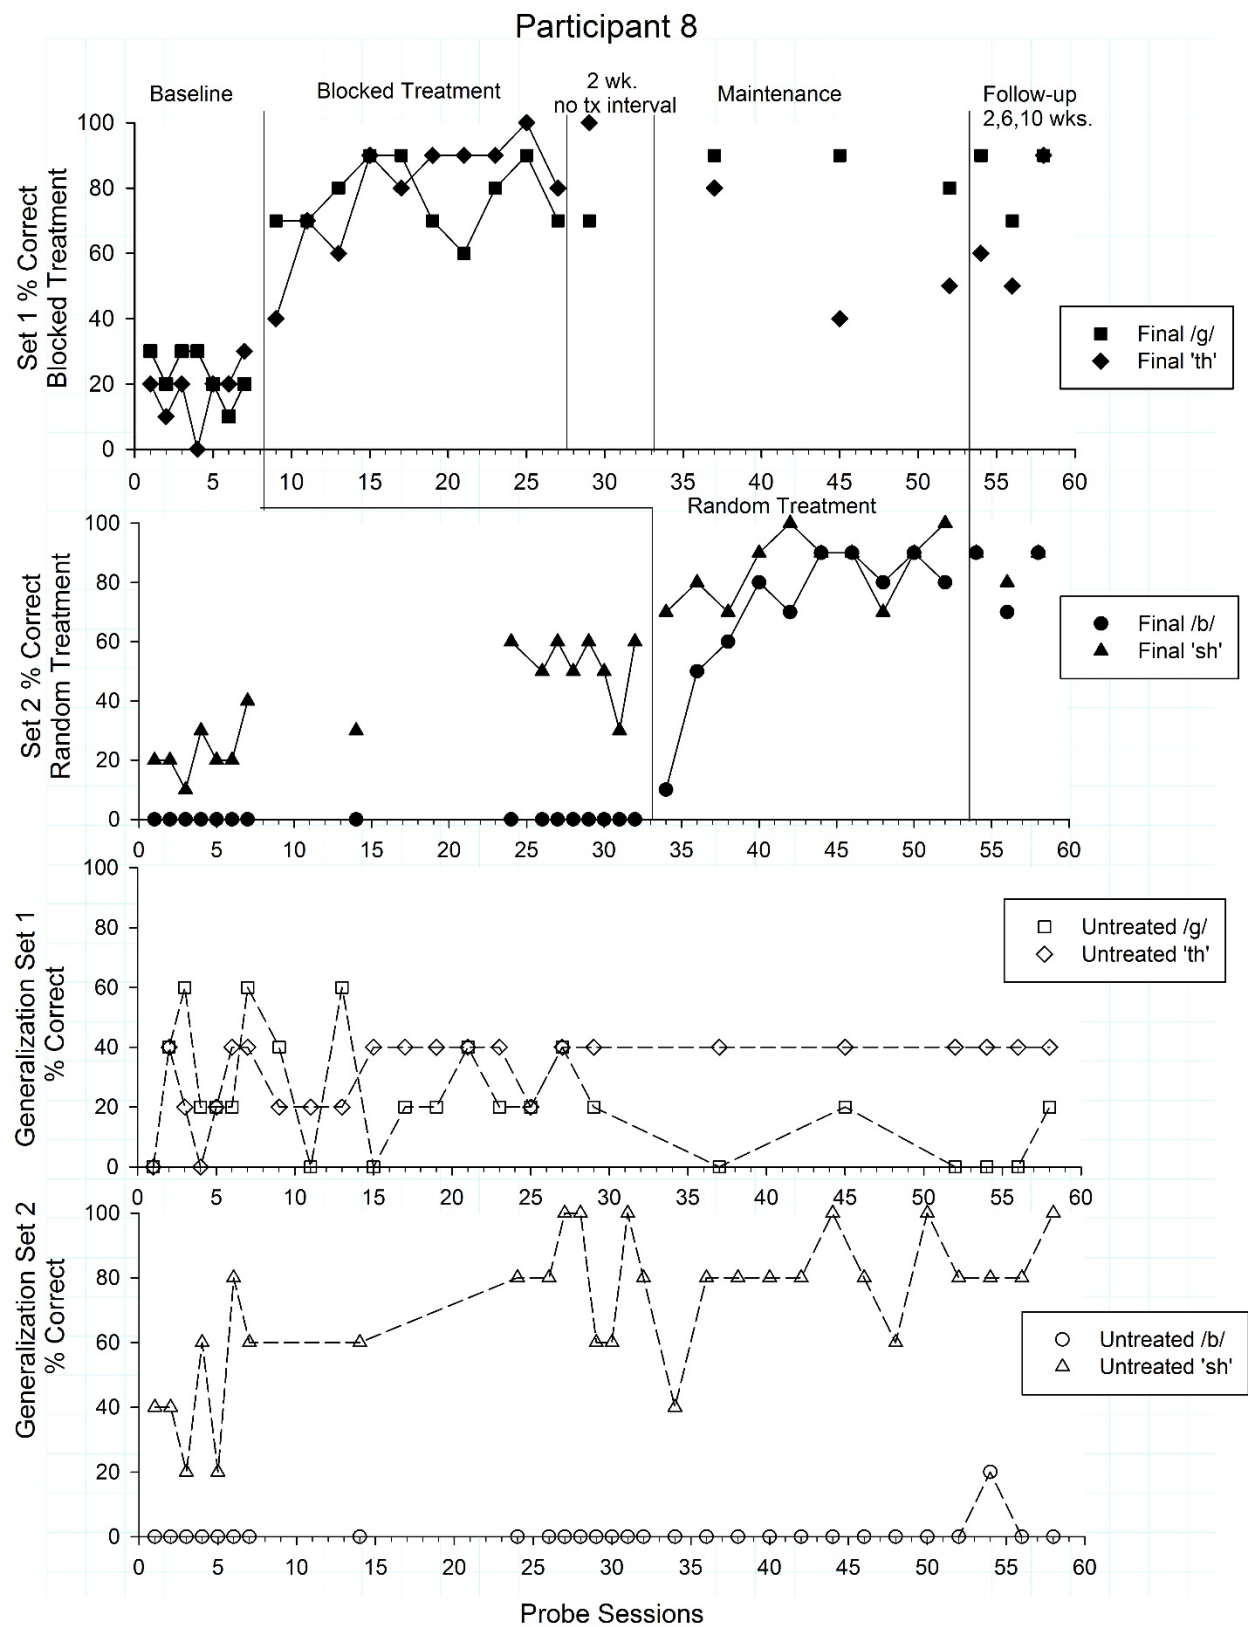 Participant 8
Baseline
Blocked Treatment
2 wk.
no tx interval
Maintenance
Follow-up
2,6,10 wks.
Set 1 % Correct
Blocked Treatment
100
80
60
40
20
0
0 5 10 15 20 25 30 35 40 45 50 55 60
Final /g/
Final 'th'
Random Treatment
Set 2 % Correct
Random Treatment
100
80
60
40
20
0
0 5 10 15 20 25 30 35 40 45 50 55 60
Final /b/
Final 'sh'
Generalization Set 1
% Correct
100
80
60
40
20
0
0 5 10 15 20 25 30 35 40 45 50 55 60
Untreated /g/
Untreated 'th'
Generalization Set 2
% Correct
100
80
60
40
20
0
0 5 10 15 20 25 30 35 40 45 50 55 60
Untreated /b/
Untreated 'sh'
Probe Sessions